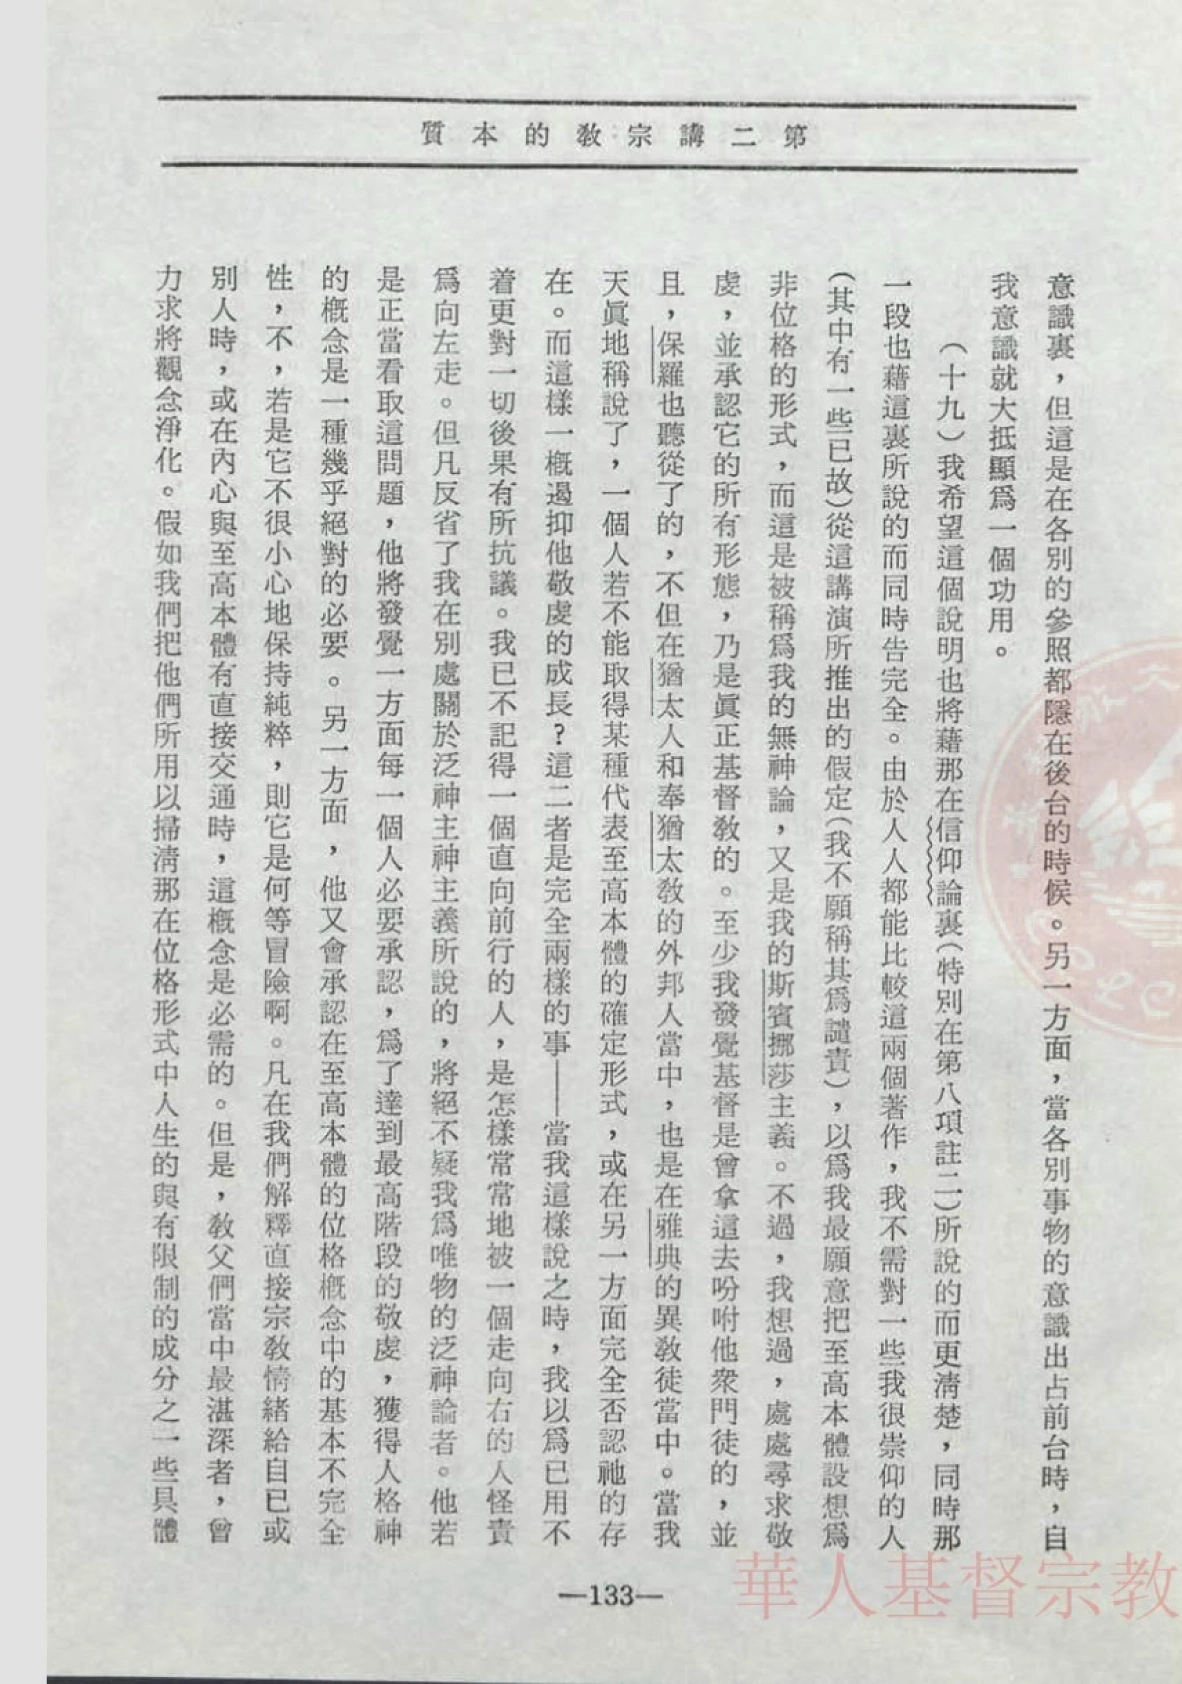 第二講宗教的本質
意識裏，但這是在各別的參照都隱在後台的時候。另一方面，當各別事物的意識出占前台時，自
我意識就大抵顯爲一個功用。
（十九）我希望這個說明也將藉那在信仰論裏（特別在第八項註二）所說的而更清楚，同時那
一段也藉這裏所說的而同時告完全。由於人人都能比較這兩個著作，我不需對一些我很崇仰的人
（其中有一些已故）從這講演所推出的假定（我不願稱其爲譴責），以爲我最願意把至高本體設想爲
非位格的形式，而這是被稱爲我的無神論，又是我的斯賓挪莎主義。不過，我想過，處處尋求敬
虔，並承認它的所有形態，乃是眞正基督教的。至少我發覺基督是曾拿這去吩咐他衆門徒的，並
且，保羅也聽從了的，不但在猶太人和奉猶太教的外邦人當中，也是在雅典的異教徒當中。當我
天眞地稱說了，一個人若不能取得某種代表至高本體的確定形式，或在另一方面完全否認祂的存
在。而這樣一概遏抑他敬虔的成長？這二者是完全兩樣的事——當我這樣說之時，我以爲已用不
着更對一切後果有所抗議。我已不記得一個直向前行的人，是怎樣常常地被一個走向右的人怪責
爲向左走。但凡反省了我在別處關於泛神主神主義所說的，將絕不疑我爲唯物的泛神論者。他若
是正當看取這問題，他將發覺一方面每一個人必要承認，爲了達到最高階段的敬虔，獲得人格神
的概念是一種幾乎絕對的必要。另一方面，他又會承認在至高本體的位格概念中的基本不完全
性，不，若是它不很小心地保持純粹，則它是何等冒險啊。凡在我們解釋直接宗教情緒給自己或
別人時，或在內心與至高本體有直接交通時，這概念是必需的。但是，教父們當中最湛深者，曾
力求將觀念淨化。假如我們把他們所用以掃淸那在位格形式中人生的與有限制的成分之一些具體
—133—
華人基督宗教